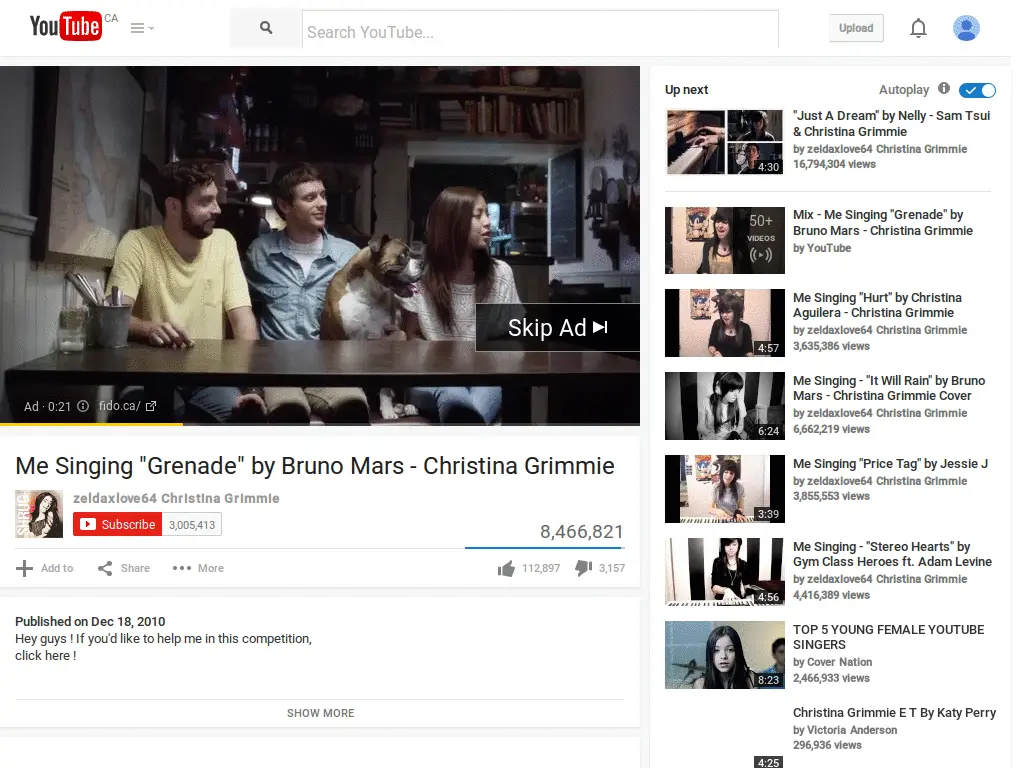 YouTube CA
Search YouTube...
Upload
Skip Ad
Ad · 0:21 fido.ca/
Me Singing "Grenade" by Bruno Mars - Christina Grimmie
zeldaxlove64 Christina Grimmie
Subscribe 3,005,413
8,466,821
Add to Share More 112,897 3,157
Published on Dec 18, 2010
Hey guys ! If you'd like to help me in this competition,
click here !
SHOW MORE
Up next Autoplay
"Just A Dream" by Nelly - Sam Tsui
& Christina Grimmie
by zeldaxlove64 Christina Grimmie
16,794,304 views
4:30
Mix - Me Singing "Grenade" by
Bruno Mars - Christina Grimmie
by YouTube
50+
VIDEOS
Me Singing "Hurt" by Christina
Aguilera - Christina Grimmie
by zeldaxlove64 Christina Grimmie
3,635,386 views
4:57
Me Singing - "It Will Rain" by Bruno
Mars - Christina Grimmie Cover
by zeldaxlove64 Christina Grimmie
6,662,219 views
6:24
Me Singing "Price Tag" by Jessie J
by zeldaxlove64 Christina Grimmie
3,855,553 views
3:39
Me Singing - "Stereo Hearts" by
Gym Class Heroes ft. Adam Levine
by zeldaxlove64 Christina Grimmie
4,416,389 views
4:56
TOP 5 YOUNG FEMALE YOUTUBE
SINGERS
by Cover Nation
2,466,933 views
8:23
Christina Grimmie E T By Katy Perry
by Victoria Anderson
296,936 views
4:25